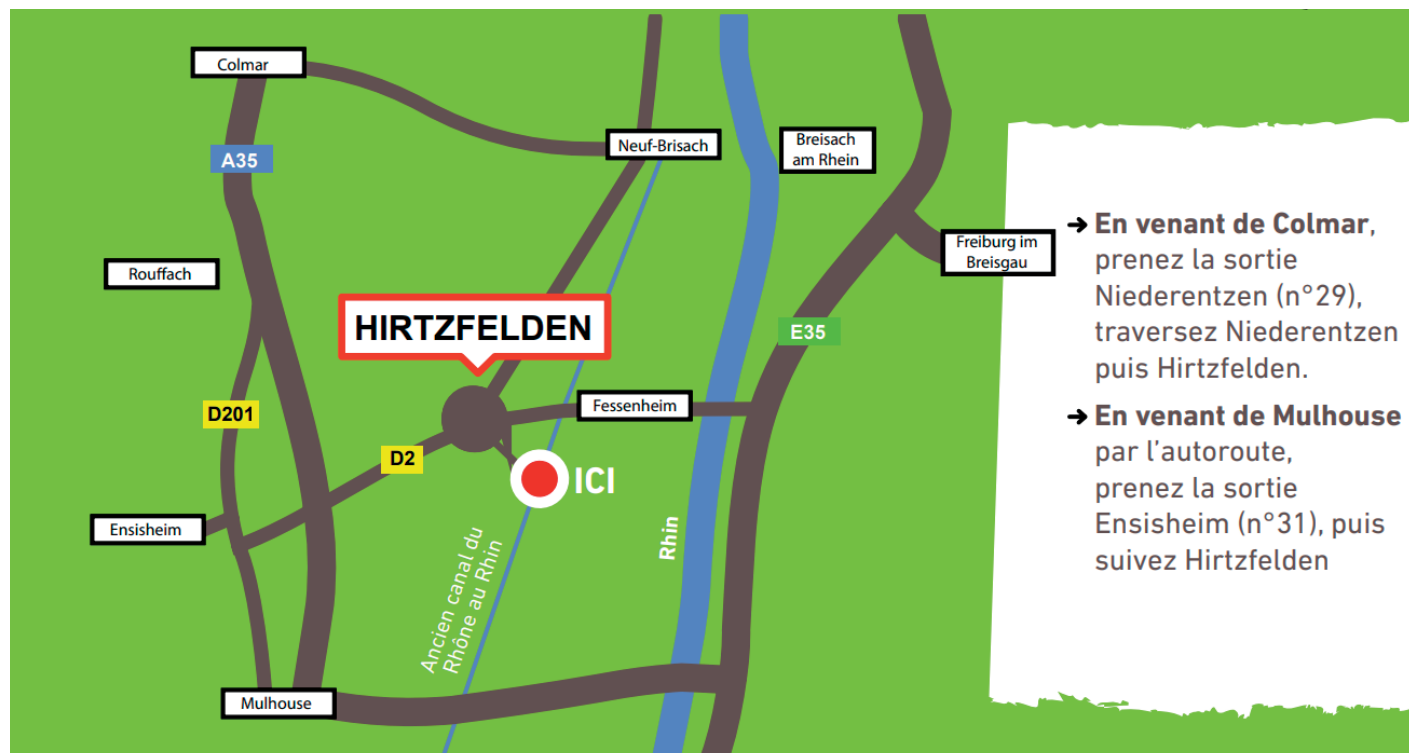 Colmar
A35
Neuf-Brisach
Breisach
am Rhein
Rouffach
Freiburg im
Breisgau
HIRTZFELDEN
E35
D201
Fessenheim
D2
ICI
Ensisheim
Rhin
Ancien canal du
Rhône au Rhin
Mulhouse
→ En venant de Colmar,
prenez la sortie
Niederentzen (n°29),
traversez Niederentzen
puis Hirtzfelden.
→ En venant de Mulhouse
par l’autoroute,
prenez la sortie
Ensisheim (n°31), puis
suivez Hirtzfelden